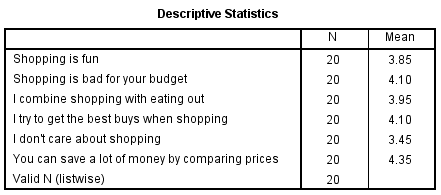 Descriptive Statistics
N Mean
Shopping is fun 20 3.85
Shopping is bad for your budget 20 4.10
I combine shopping with eating out 20 3.95
I try to get the best buys when shopping 20 4.10
I don't care about shopping 20 3.45
You can save a lot of money by comparing prices 20 4.35
Valid N (listwise) 20